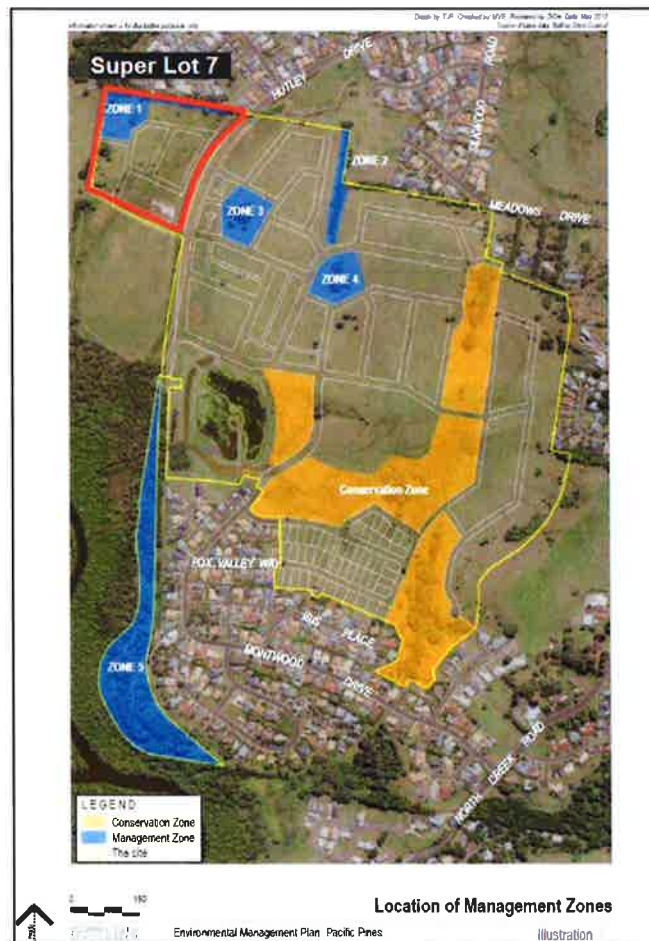 Super Lot 7
HUTLEY DRIVE
ROAD
ZONE 1
ZONE 2
MEADOWS DRIVE
ZONE 3
ZONE 4
Conservation Zone
FOX VALLEY WAY
PLACE
MONTWOOD DRIVE
ZONE 5
NORTH CREEK ROAD
LEGEND
Conservation Zone
Management Zone
The site
Location of Management Zones
Environmental Management Plan Pacific Pines
Illustration